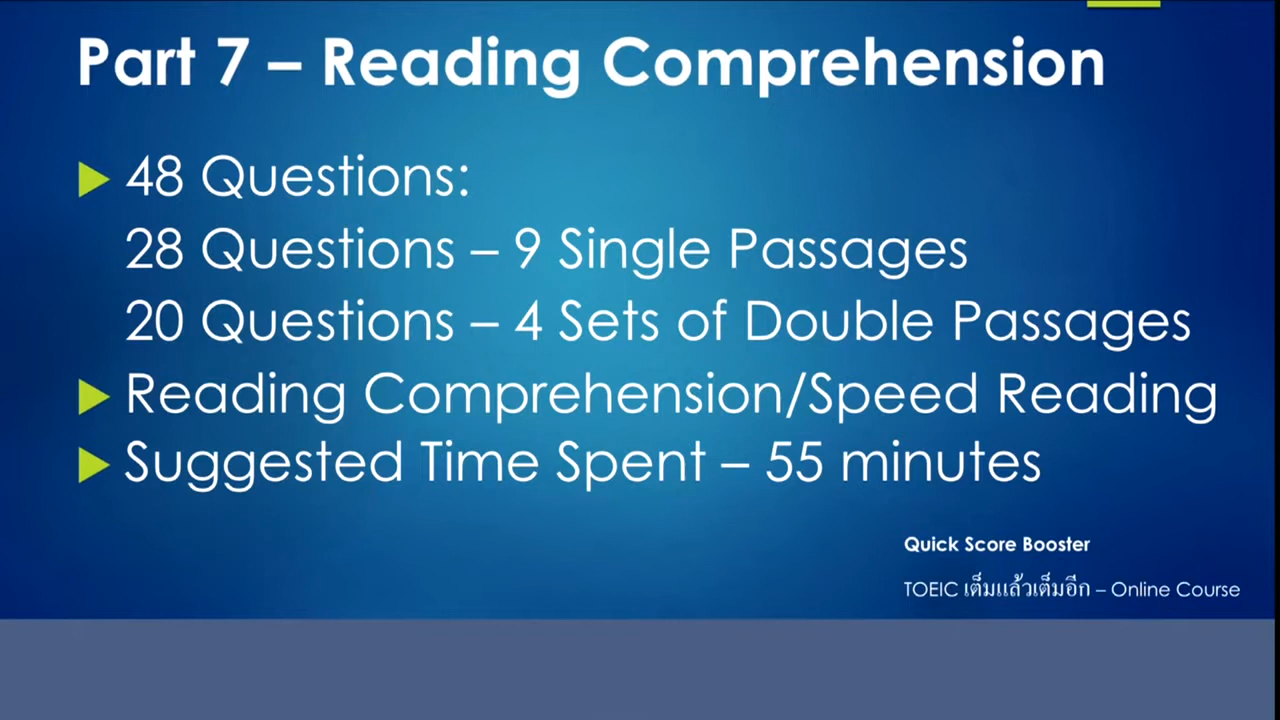 Part 7 – Reading Comprehension
48 Questions:
28 Questions – 9 Single Passages
20 Questions – 4 Sets of Double Passages
Reading Comprehension/Speed Reading
Suggested Time Spent – 55 minutes
Quick Score Booster
TOEIC เต็มแล้วเต็มอีก – Online Course